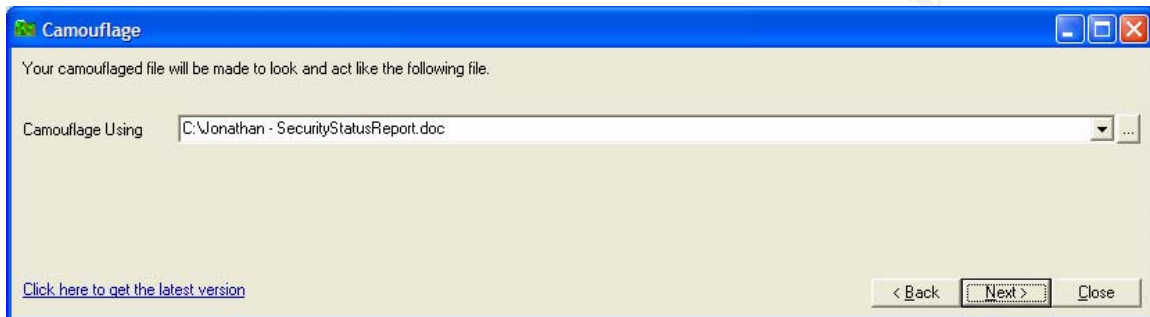 Camouflage
Your camouflaged file will be made to look and act like the following file.
Camouflage Using
C:\Jonathan - SecurityStatusReport.doc
...
Click here to get the latest version
< Back
Next >
Close